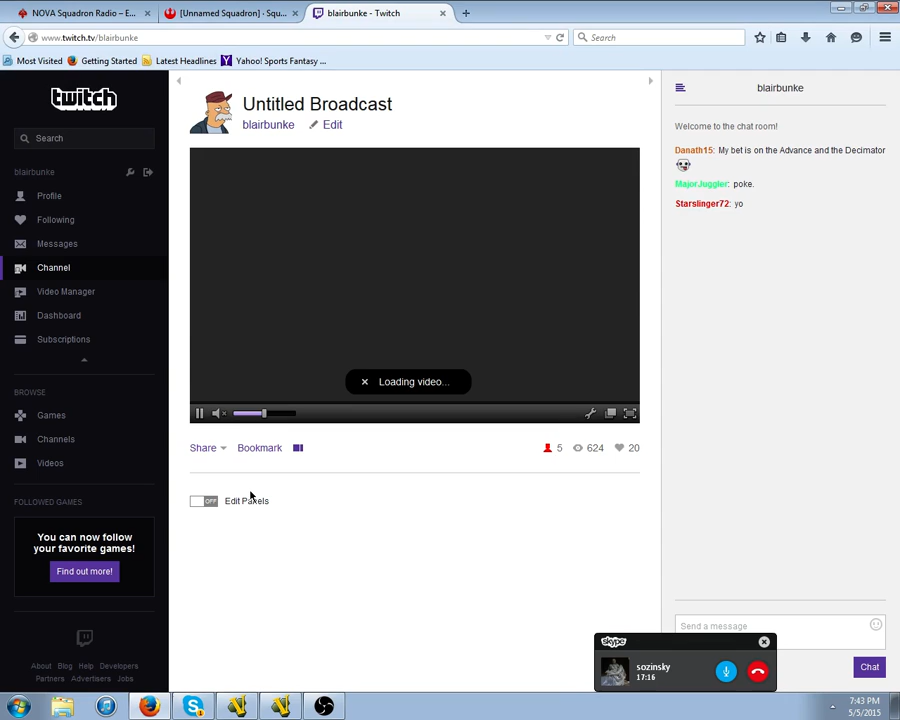 NOVA Squadron Radio – E...
[Unnamed Squadron] · Squ...
blairbunke - Twitch
www.twitch.tv/blairbunke
Search
Most Visited
Getting Started
Latest Headlines
Yahoo! Sports Fantasy ...
twitch
Search
blairbunke
Profile
Following
Messages
Channel
Video Manager
Dashboard
Subscriptions
BROWSE
Games
Channels
Videos
FOLLOWED GAMES
You can now follow
your favorite games!
Find out more!
About Blog Help Developers
Partners Advertisers Jobs
Untitled Broadcast
blairbunke Edit
Loading video...
Share Bookmark
5 624 20
OFF Edit Panels
blairbunke
Welcome to the chat room!
Danath15: My bet is on the Advance and the Decimator
MajorJuggler: poke.
Starslinger72: yo
Send a message
Chat
skype
sozinsky
17:16
7:43 PM
5/5/2015